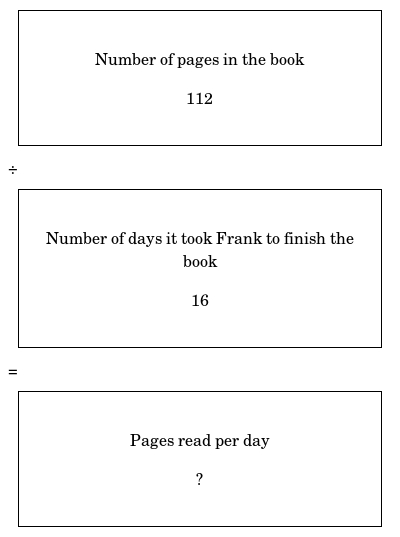 Number of pages in the book
112
÷
Number of days it took Frank to finish the
book
16
=
Pages read per day
?